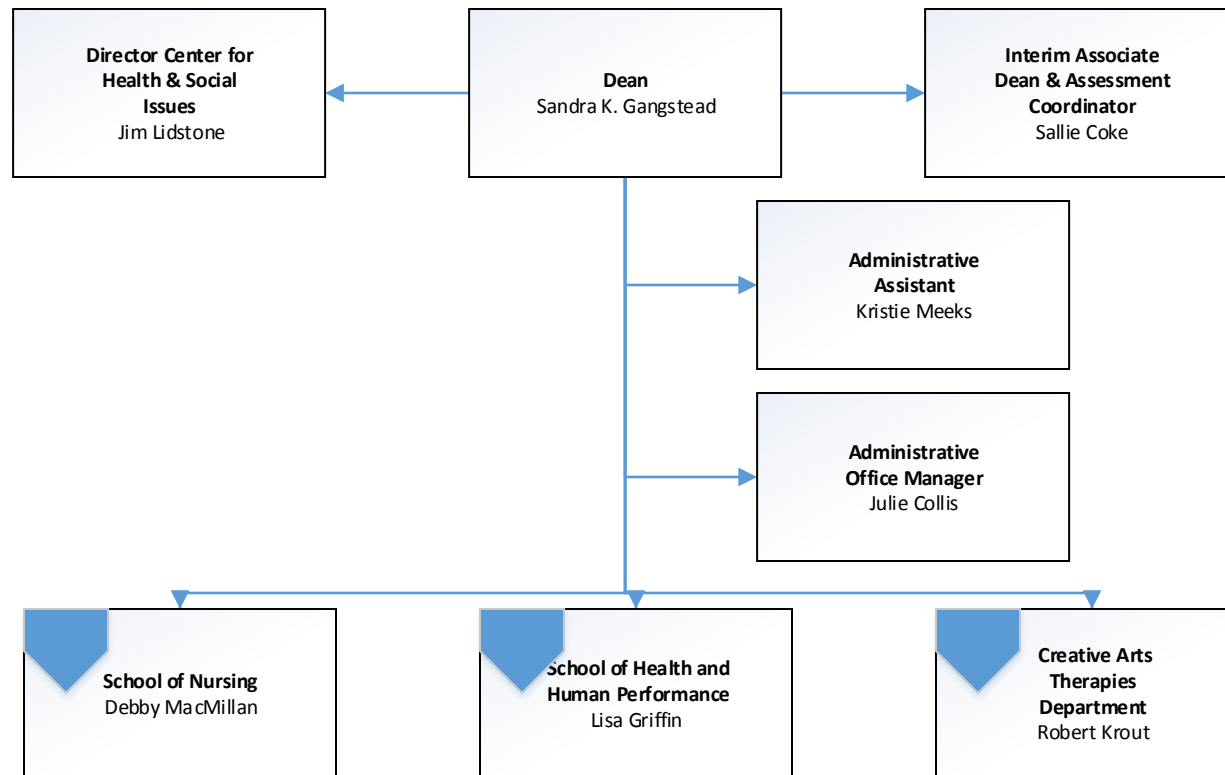 Director Center for
Health & Social
Issues
Jim Lidstone
Dean
Sandra K. Gangstead
Interim Associate
Dean & Assessment
Coordinator
Sallie Coke
Administrative
Assistant
Kristie Meeks
Administrative
Office Manager
Julie Collis
School of Nursing
Debby MacMillan
School of Health and
Human Performance
Lisa Griffin
Creative Arts
Therapies
Department
Robert Krout